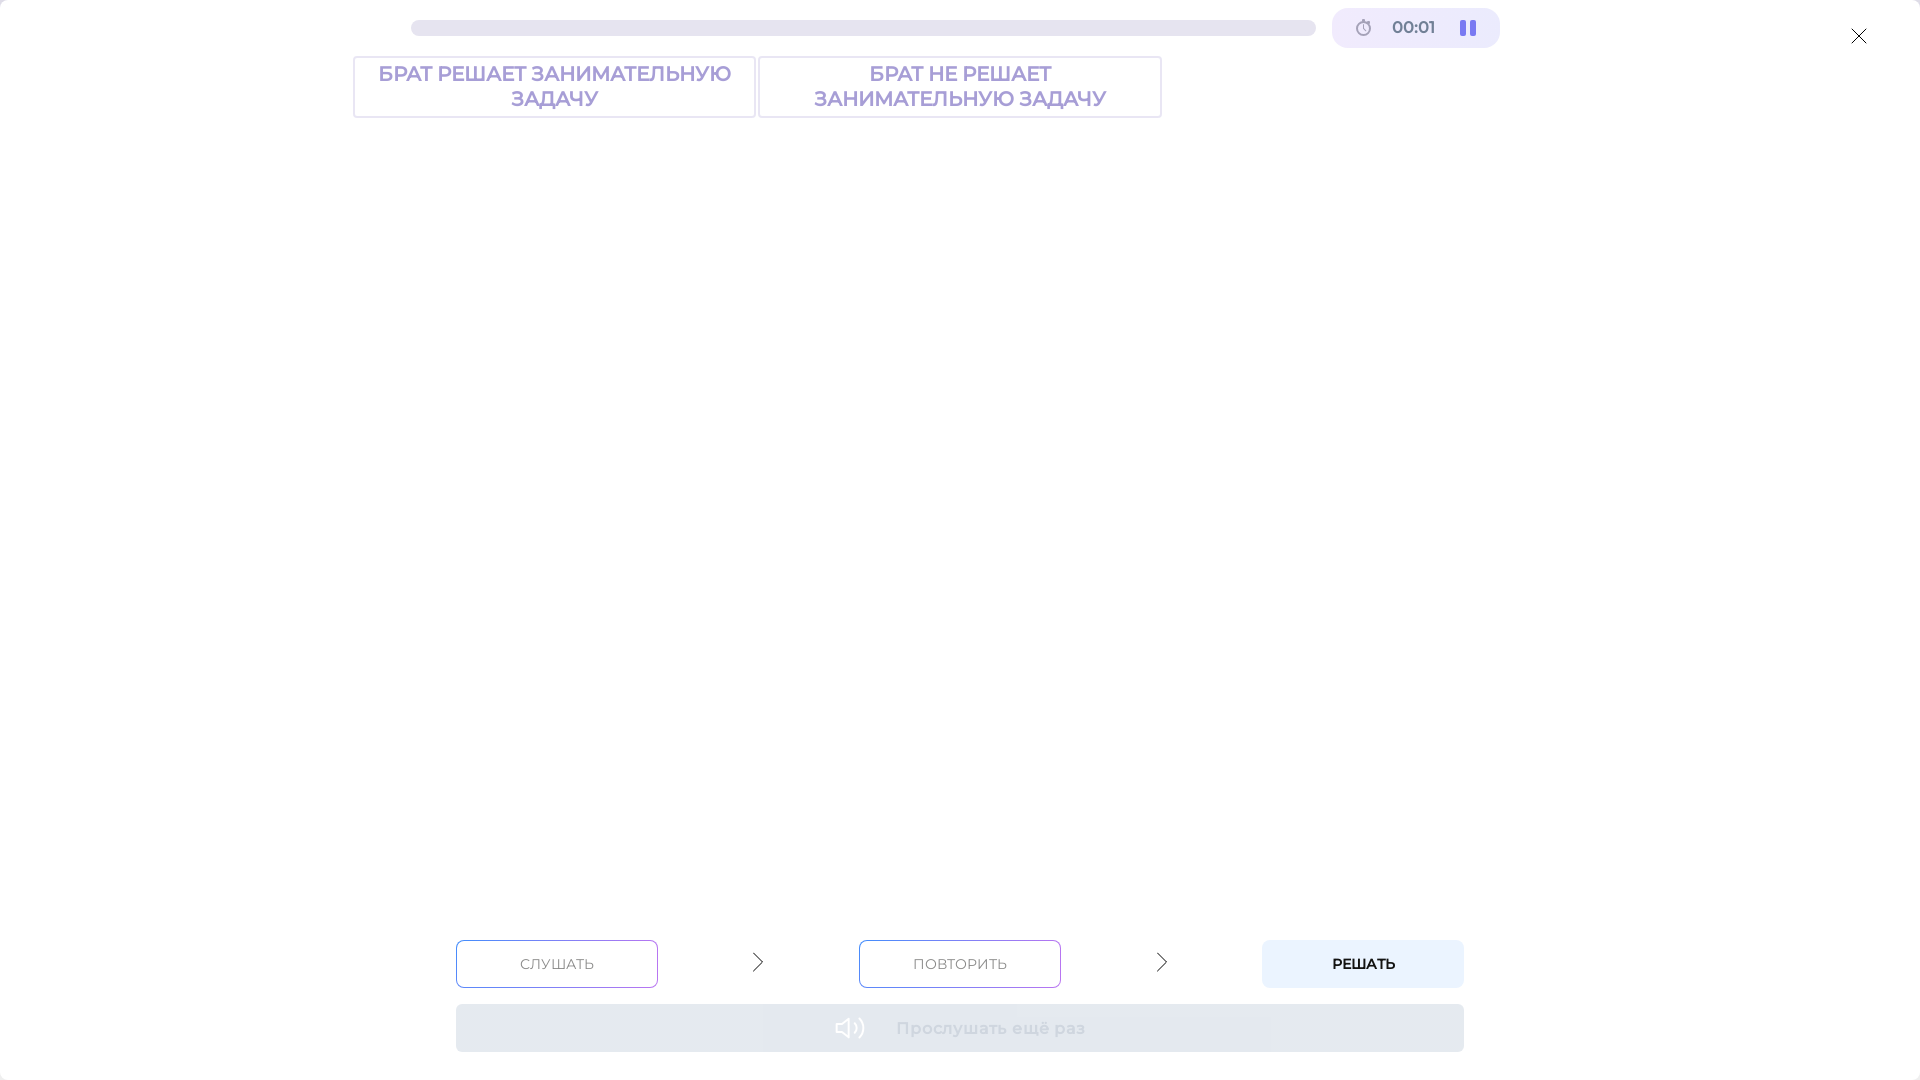 00:01
БРАТ РЕШАЕТ ЗАНИМАТЕЛЬНУЮ
ЗАДАЧУ
БРАТ НЕ РЕШАЕТ
ЗАНИМАТЕЛЬНУЮ ЗАДАЧУ
СЛУШАТЬ
ПОВТОРИТЬ
РЕШАТЬ
Прослушать ещё раз